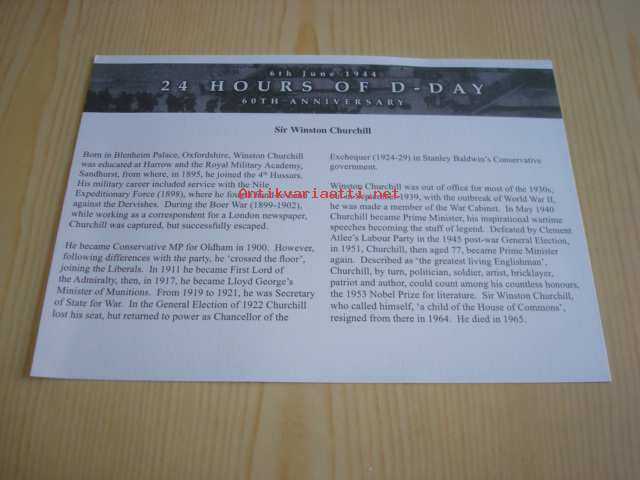 6th June 1944
24 HOURS OF D-DAY
60TH ANNIVERSARY
Sir Winston Churchill
Born in Blenheim Palace, Oxfordshire, Winston Churchill
was educated at Harrow and the Royal Military Academy,
Sandhurst, from where, in 1895, he joined the 4th Hussars.
His military career included service with the Nile
Expeditionary Force (1898), where he fought hand-to-hand
against the Dervishes. During the Boer War (1899-1902),
while working as a correspondent for a London newspaper,
Churchill was captured, but successfully escaped.
He became Conservative MP for Oldham in 1900. However,
following differences with the party, he 'crossed the floor',
joining the Liberals. In 1911 he became First Lord of
the Admiralty; then, in 1917, he became Lloyd George's
Minister of Munitions. From 1919 to 1921, he was Secretary
of State for War. In the General Election of 1922 Churchill
lost his seat, but returned to power as Chancellor of the
Exchequer (1924-29) in Stanley Baldwin's Conservative
government.
Winston Churchill was out of office for most of the 1930s,
but in September 1939, with the outbreak of World War II,
he was made a member of the War Cabinet. In May 1940
Churchill became Prime Minister, his inspirational wartime
speeches becoming the stuff of legend. Defeated by Clement
Atlee's Labour Party in the 1945 post-war General Election,
in 1951, Churchill, then aged 77, became Prime Minister
again. Described as 'the greatest living Englishman',
Churchill, by turn, politician, soldier, artist, bricklayer,
patriot and author, could count among his countless honours,
the 1953 Nobel Prize for literature. Sir Winston Churchill,
who called himself, 'a child of the House of Commons',
resigned from there in 1964. He died in 1965.
Antikvariaatti.net